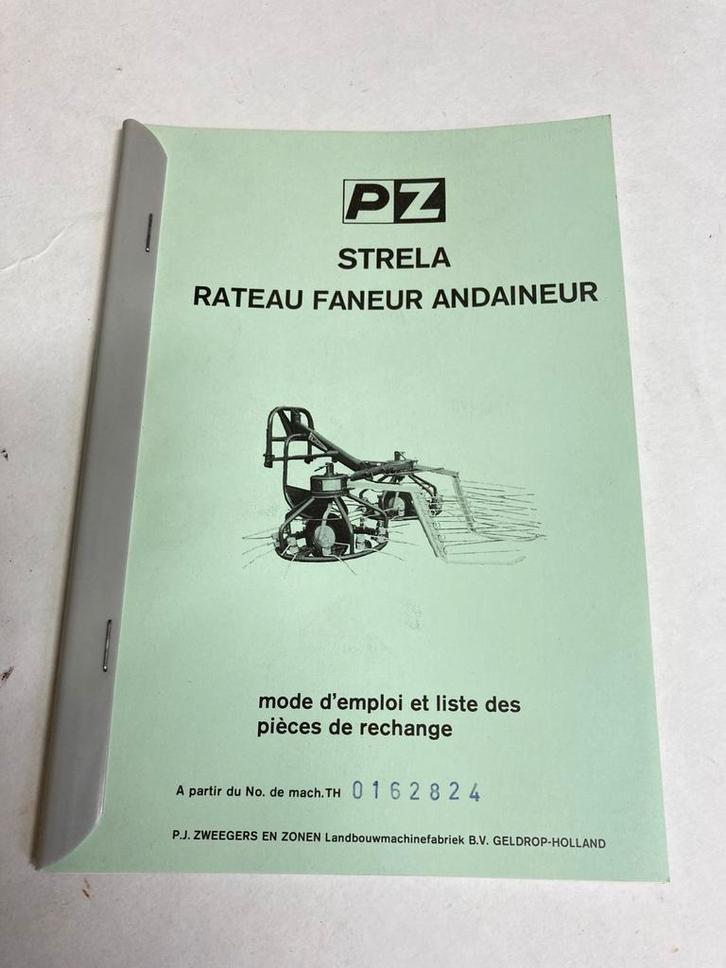 PZ
STRELA
RATEAU FANEUR ANDAINEUR
mode d'emploi et liste des
pièces de rechange
A partir du No. de mach.TH 0162824
P.J. ZWEEGERS EN ZONEN Landbouwmachinefabriek B.V. GELDROP-HOLLAND